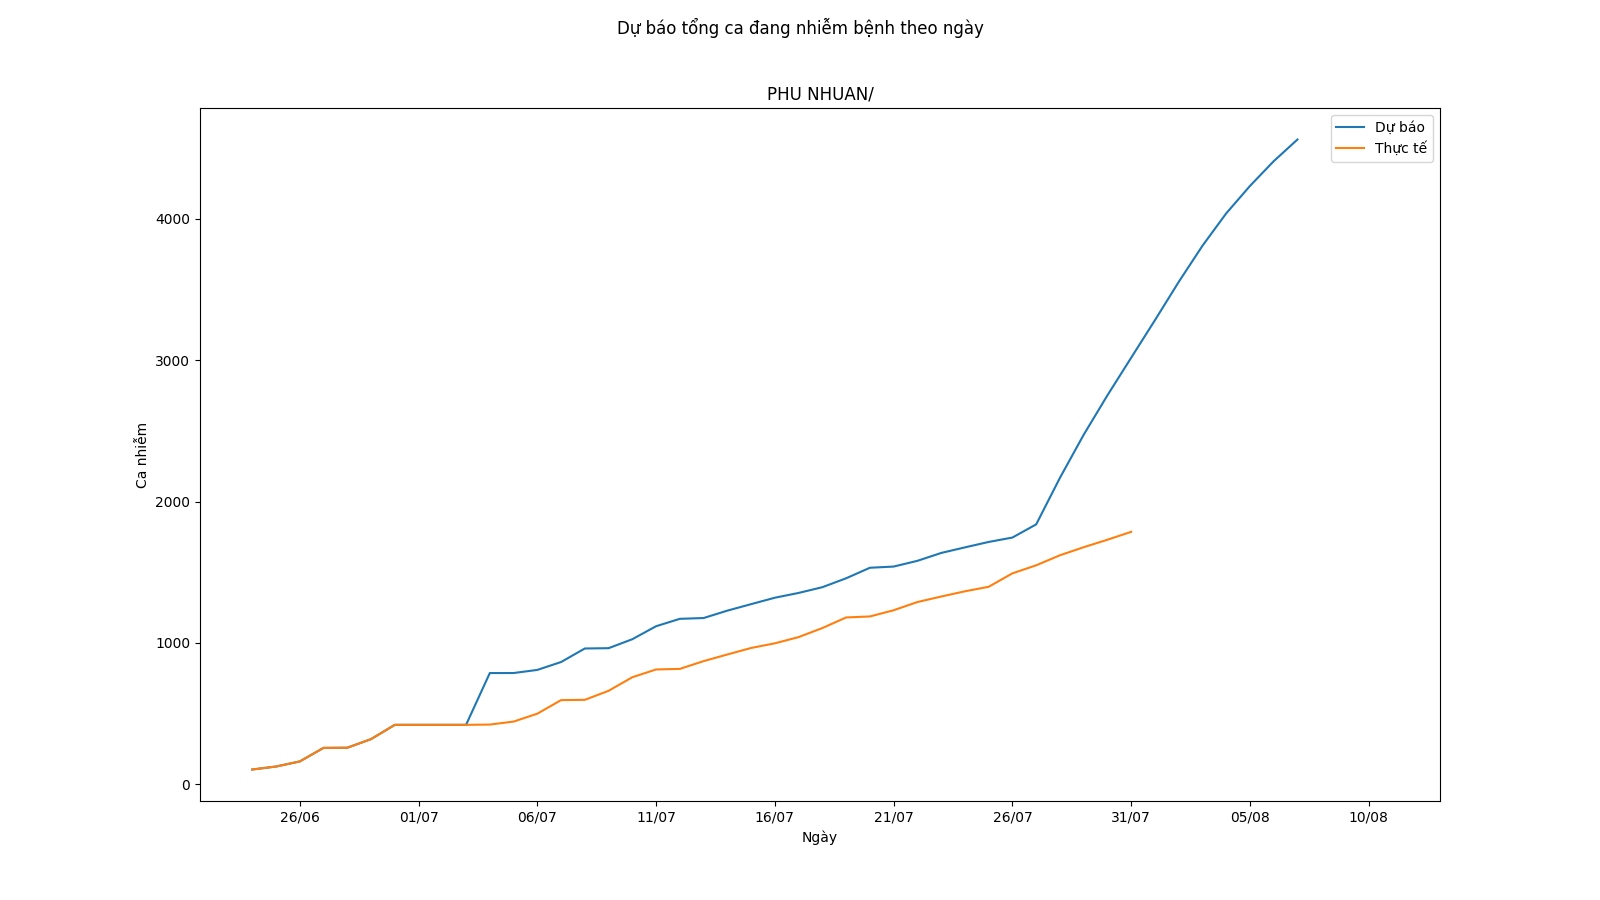 Dự báo tổng ca đang nhiễm bệnh theo ngày
PHU NHUAN/
Dự báo
Thực tế
4000
3000
2000
1000
0
Ca nhiễm
26/06 01/07 06/07 11/07 16/07 21/07 26/07 31/07 05/08 10/08
Ngày